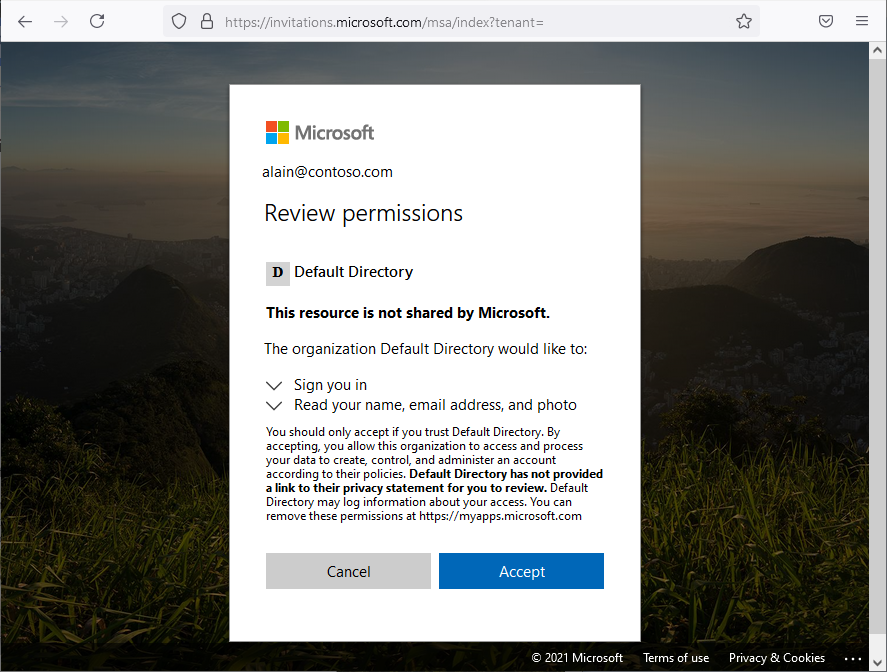 https://invitations.microsoft.com/msa/index?tenant=
Microsoft
alain@contoso.com
Review permissions
D Default Directory
This resource is not shared by Microsoft.
The organization Default Directory would like to:
Sign you in
Read your name, email address, and photo
You should only accept if you trust Default Directory. By
accepting, you allow this organization to access and process
your data to create, control, and administer an account
according to their policies. Default Directory has not provided
a link to their privacy statement for you to review. Default
Directory may log information about your access. You can
remove these permissions at https://myapps.microsoft.com
Cancel Accept
© 2021 Microsoft Terms of use Privacy & Cookies ...